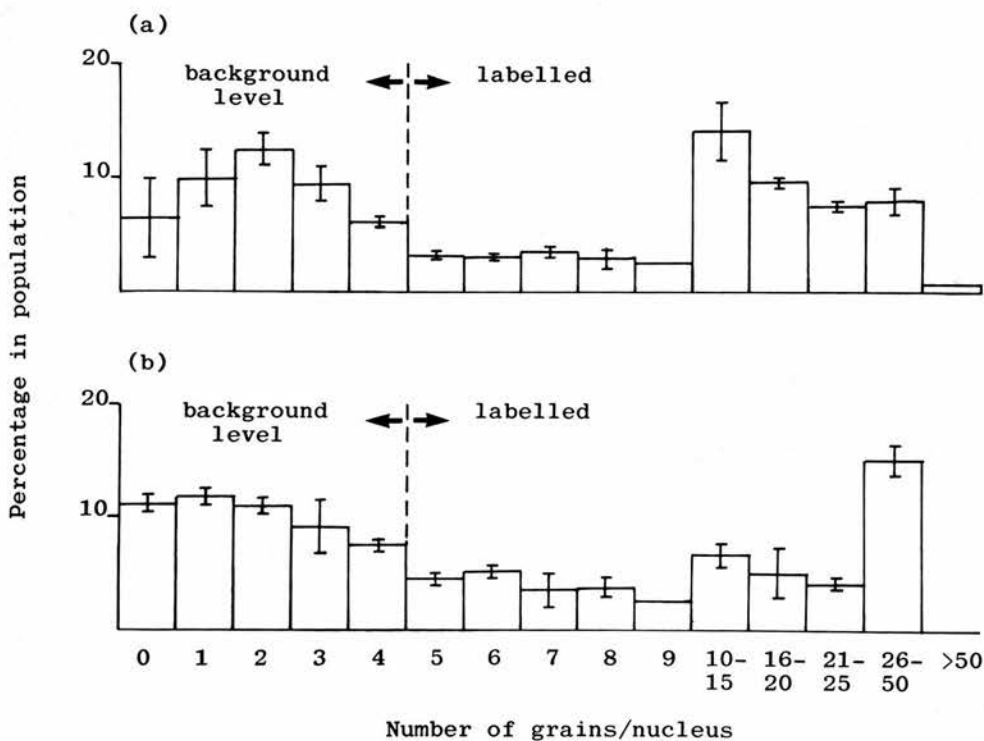 (a)
20
background
level
labelled
10
Percentage in population
(b)
20
background
level
labelled
10
0 1 2 3 4 5 6 7 8 9 10- 16- 21- 26- >50
15 20 25 50
Number of grains/nucleus